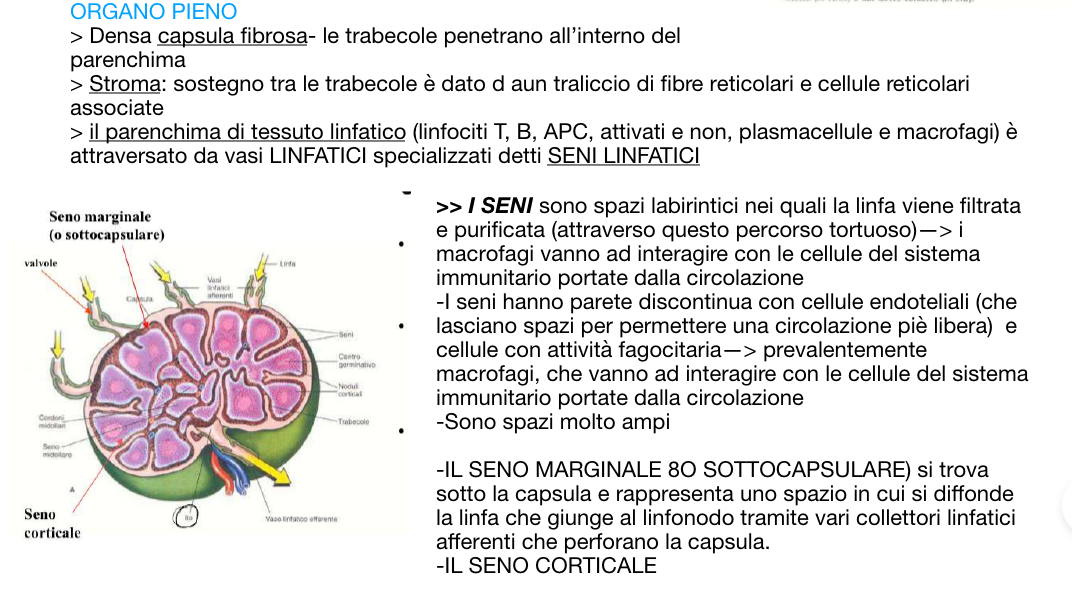 ORGANO PIENO
> Densa capsula fibrosa- le trabecole penetrano all’interno del
parenchima
> Stroma: sostegno tra le trabecole è dato d aun traliccio di fibre reticolari e cellule reticolari
associate
> il parenchima di tessuto linfatico (linfociti T, B, APC, attivati e non, plasmacellule e macrofagi) è
attraversato da vasi LINFATICI specializzati detti SENI LINFATICI
Seno marginale
(o sottocapsulare)
valvole
Linfa
Vasi
linfatici
afferenti
Capsula
Seni
Centro
germinativo
Noduli
corticali
Trabecole
Cordoni
midollari
Seno
midollare
A
Seno
corticale
Ilo
Vaso linfatico efferente
>> I SENI sono spazi labirintici nei quali la linfa viene filtrata
e purificata (attraverso questo percorso tortuoso)—> i
macrofagi vanno ad interagire con le cellule del sistema
immunitario portate dalla circolazione
-I seni hanno parete discontinua con cellule endoteliali (che
lasciano spazi per permettere una circolazione piè libera)  e
cellule con attività fagocitaria—> prevalentemente
macrofagi, che vanno ad interagire con le cellule del sistema
immunitario portate dalla circolazione
-Sono spazi molto ampi
-IL SENO MARGINALE 8O SOTTOCAPSULARE) si trova
sotto la capsula e rappresenta uno spazio in cui si diffonde
la linfa che giunge al linfonodo tramite vari collettori linfatici
afferenti che perforano la capsula.
-IL SENO CORTICALE